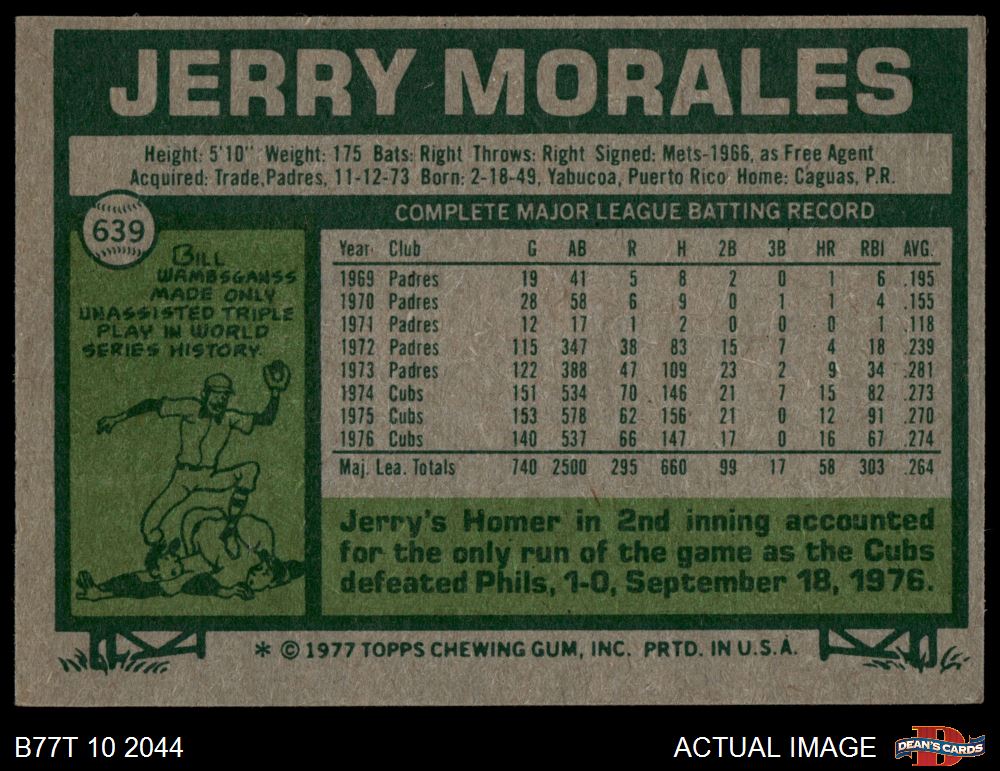 JERRY MORALES
Height: 5'10" Weight: 175 Bats: Right Throws: Right Signed: Mets-1966, as Free Agent
Acquired: Trade, Padres, 11-12-73 Born: 2-18-49, Yabucoa, Puerto Rico Home: Caguas, P.R.
639
BILL
WAMBSGANSS
MADE ONLY
UNASSISTED TRIPLE
PLAY IN WORLD
SERIES HISTORY.
COMPLETE MAJOR LEAGUE BATTING RECORD
Year Club G AB R H 2B 3B HR RBI AVG.
1969 Padres 19 41 5 8 2 0 1 6 .195
1970 Padres 28 58 6 9 0 1 1 4 .155
1971 Padres 12 17 1 2 0 0 0 1 .118
1972 Padres 115 347 38 83 15 7 4 18 .239
1973 Padres 122 388 47 109 23 2 9 34 .281
1974 Cubs 151 534 70 146 21 7 15 82 .273
1975 Cubs 153 578 62 156 21 0 12 91 .270
1976 Cubs 140 537 66 147 17 0 16 67 .274
Maj. Lea. Totals 740 2500 295 660 99 17 58 303 .264
Jerry's Homer in 2nd inning accounted
for the only run of the game as the Cubs
defeated Phils, 1-0, September 18, 1976.
* © 1977 TOPPS CHEWING GUM, INC. PRTD. IN U.S.A.
B77T 10 2044
ACTUAL IMAGE
D
DEAN'S CARDS